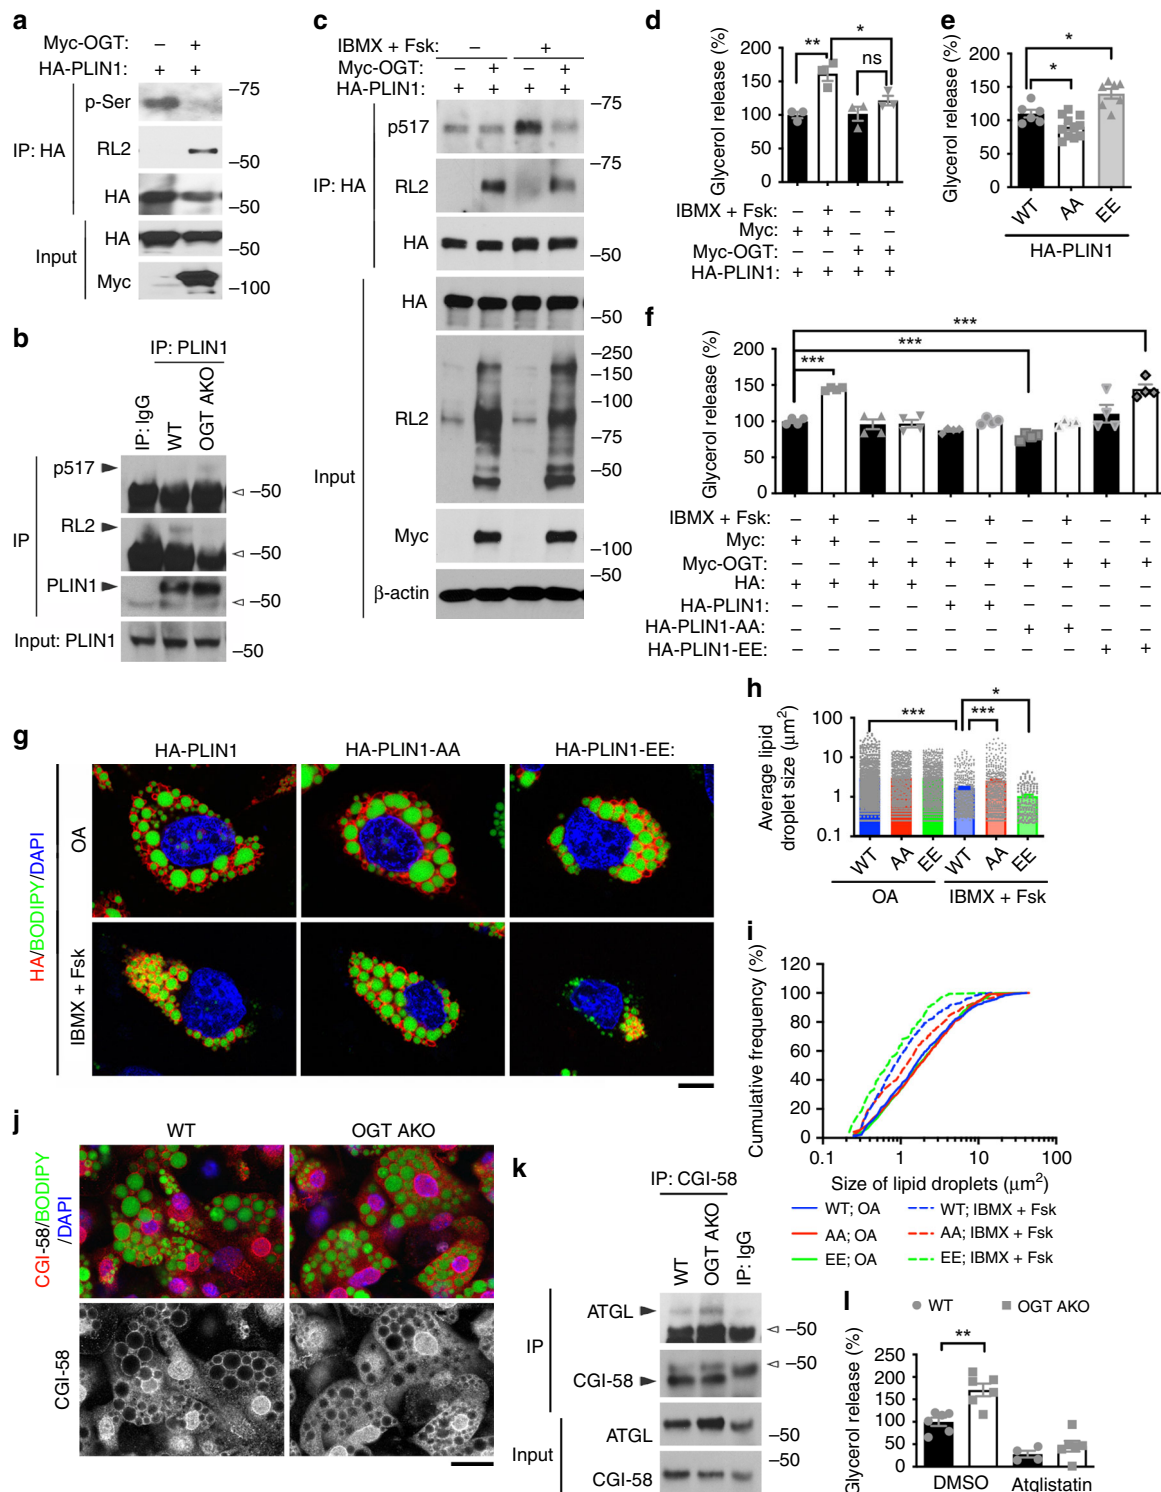 a
Myc-OGT: – +
HA-PLIN1: + +
IP: HA
p-Ser
–75
RL2
–50
HA
–50
Input
HA
–50
Myc
–100
b
IP: PLIN1
IP: IgG
WT
OGT AKO
IP
p517
–50
RL2
–50
PLIN1
–50
Input: PLIN1
–50
c
IBMX + Fsk: – +
Myc-OGT: – + – +
HA-PLIN1: + + + +
IP: HA
p517
–75
RL2
–75
HA
–50
Input
HA
–50
RL2
–250
–150
–100
–75
–50
Myc
–100
β-actin
–50
d
Glycerol release (%)
200
150
100
50
0
** * ns
IBMX + Fsk: – + – +
Myc: + + – –
Myc-OGT: – – + +
HA-PLIN1: + + + +
e
Glycerol release (%)
200
150
100
50
0
*
*
WT AA EE
HA-PLIN1
f
Glycerol release (%)
200
150
100
50
0
***
***
***
IBMX + Fsk: – + – + – + – + – +
Myc: + + – – – – – – – –
Myc-OGT: – – + + + + + + + +
HA: + + + + – – – – – –
HA-PLIN1: – – – – + + – – – –
HA-PLIN1-AA: – – – – – – + + – –
HA-PLIN1-EE: – – – – – – – – + +
g
HA-PLIN1 HA-PLIN1-AA HA-PLIN1-EE:
HA/BODIPY/DAPI
OA
IBMX + Fsk
h
Average lipid
droplet size (μm²)
100
10
1
0.1
*** *** *
WT AA EE WT AA EE
OA IBMX + Fsk
i
Cumulative frequency (%)
120
100
80
60
40
20
0
0.1 1 10 100
Size of lipid droplets (μm²)
WT; OA WT; IBMX + Fsk
AA; OA AA; IBMX + Fsk
EE; OA EE; IBMX + Fsk
j
WT OGT AKO
CGI-58/BODIPY
/DAPI
CGI-58
k
IP: CGI-58
WT
OGT AKO
IP: IgG
IP
ATGL
–50
CGI-58
–50
Input
ATGL
–50
CGI-58
–50
l
WT OGT AKO
Glycerol release (%)
250
200
150
100
50
0
**
DMSO Atglistatin